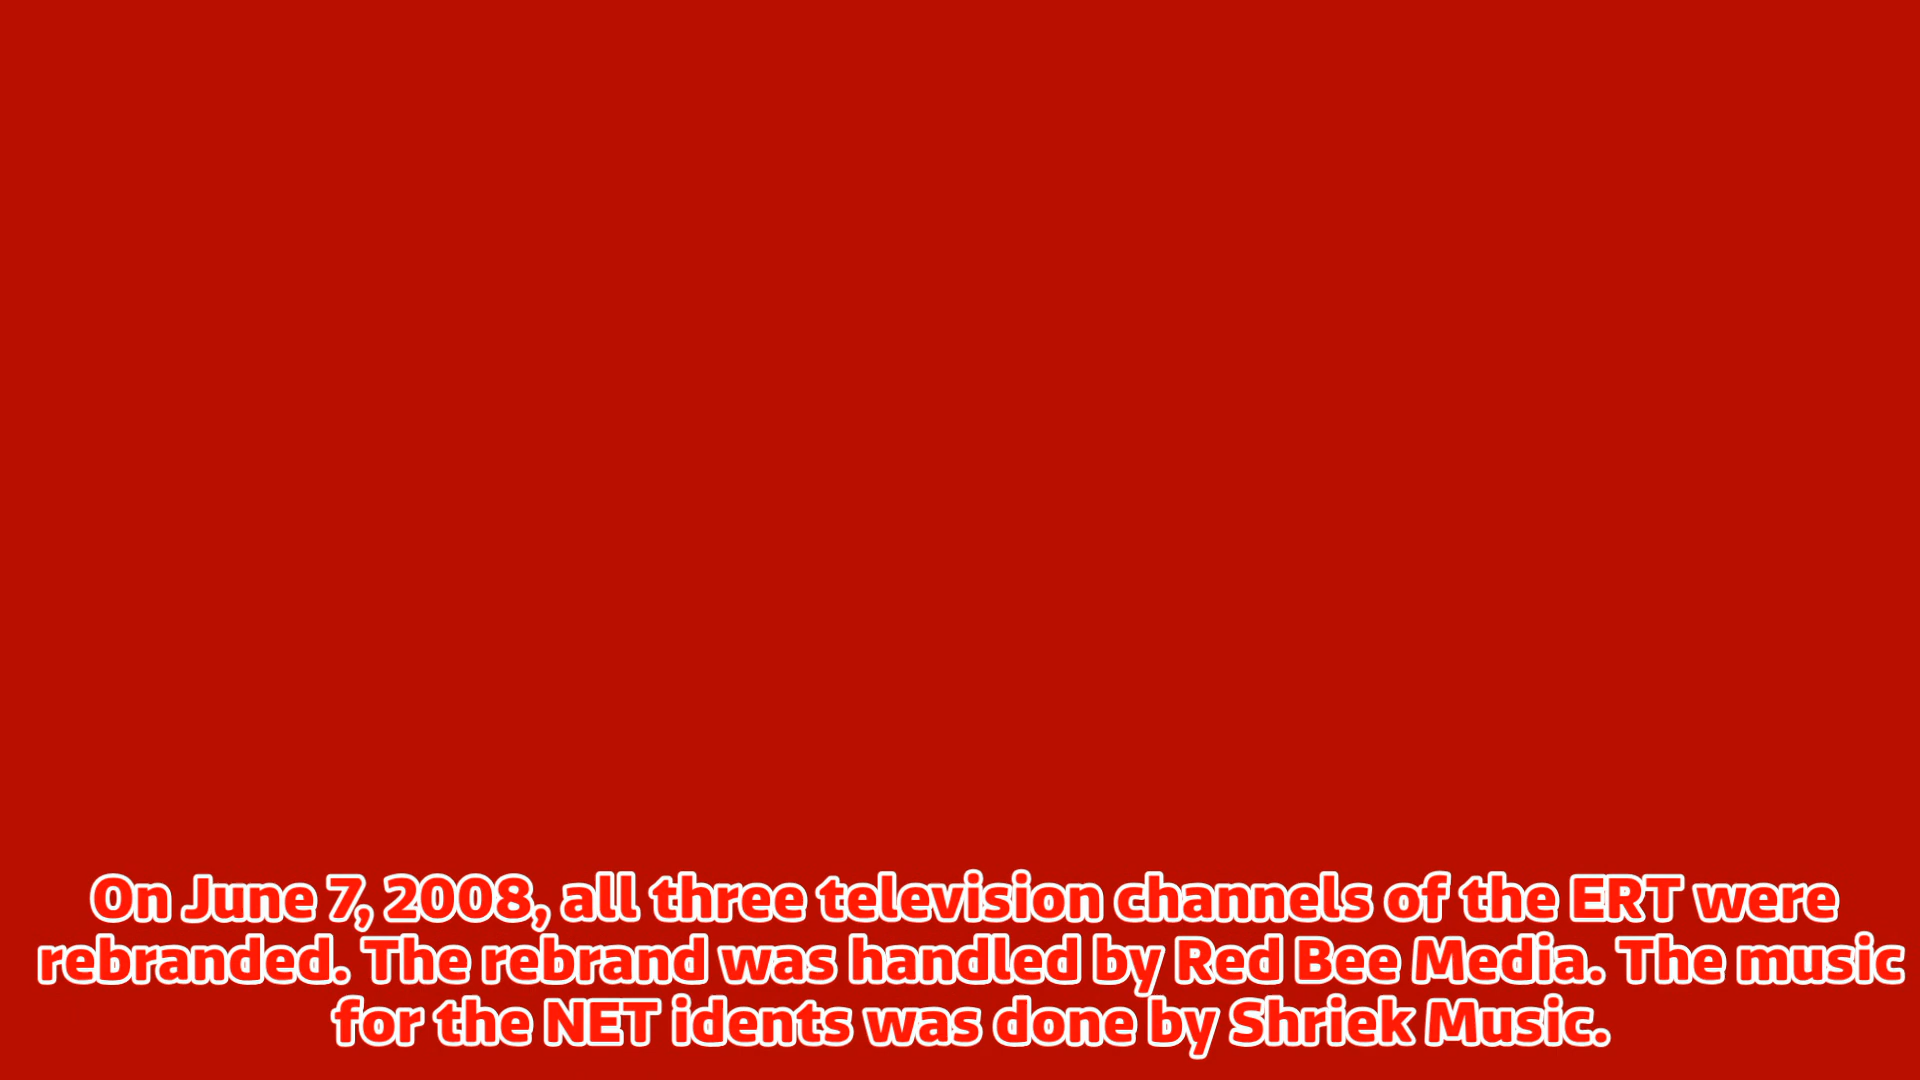 On June 7, 2008, all three television channels of the ERT were
rebranded. The rebrand was handled by Red Bee Media. The music
for the NET idents was done by Shriek Music.